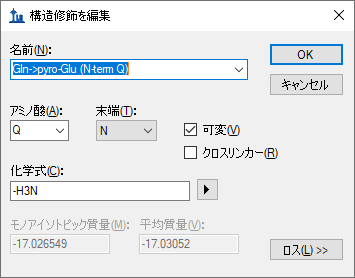 構造修飾を編集
名前(N):
Gln->pyro-Glu (N-term Q)
OK
キャンセル
アミノ酸(A):
末端(T):
Q
N
可変(V)
クロスリンカー(R)
化学式(C):
-H3N
モノアイソトピック質量(M):
平均質量(V):
-17.026549
-17.03052
ロス(L) >>